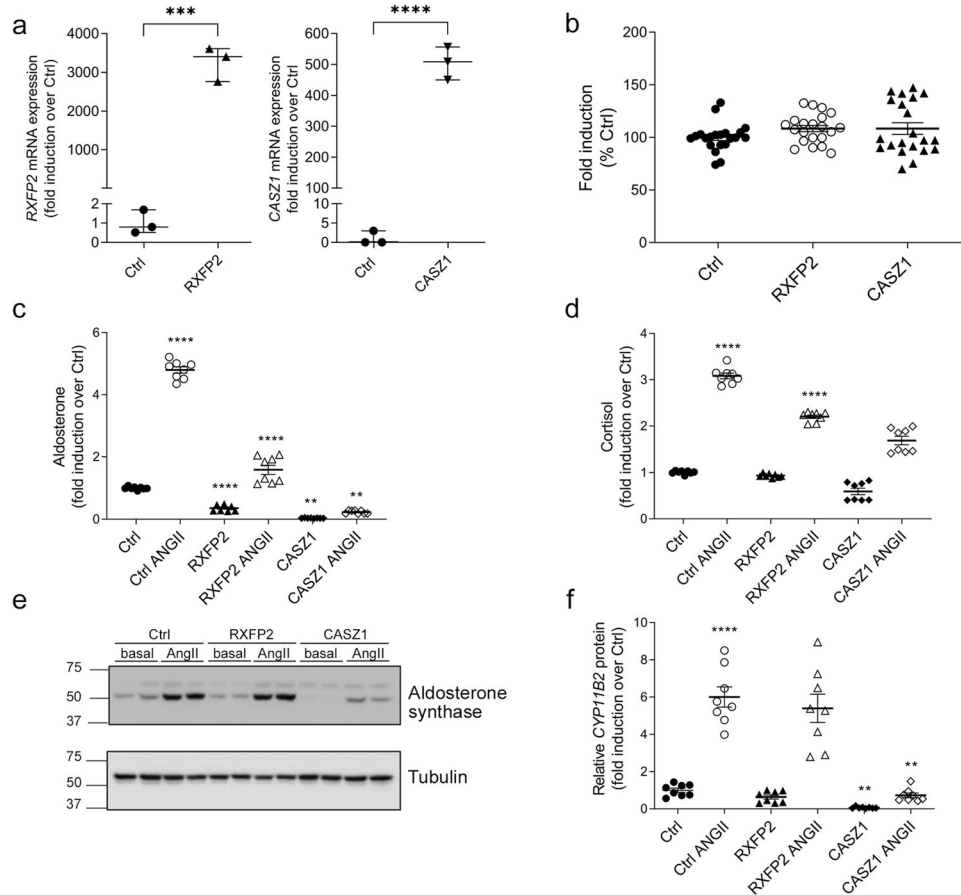 a
***
RXFP2 mRNA expression
(fold induction over Ctrl)
4000
3000
2000
1000
2
1
0
Ctrl
RXFP2
****
CASZ1 mRNA expression
fold induction over Ctrl)
600
500
400
300
200
100
10
5
0
Ctrl
CASZ1
b
Fold induction
(% Ctrl)
200
150
100
50
0
Ctrl
RXFP2
CASZ1
c
Aldosterone
(fold induction over Ctrl)
6
4
2
0
****
****
****
**
**
Ctrl
Ctrl ANGII
RXFP2
RXFP2 ANGII
CASZ1
CASZ1 ANGII
d
Cortisol
(fold induction over Ctrl)
4
3
2
1
0
****
****
Ctrl
Ctrl ANGII
RXFP2
RXFP2 ANGII
CASZ1
CASZ1 ANGII
e
Ctrl RXFP2 CASZ1
basal AngII basal AngII basal AngII
75
50
37
Aldosterone
synthase
75
50
37
Tubulin
f
Relative CYP11B2 protein
(fold induction over Ctrl)
10
8
6
4
2
0
****
**
**
Ctrl
Ctrl ANGII
RXFP2
RXFP2 ANGII
CASZ1
CASZ1 ANGII